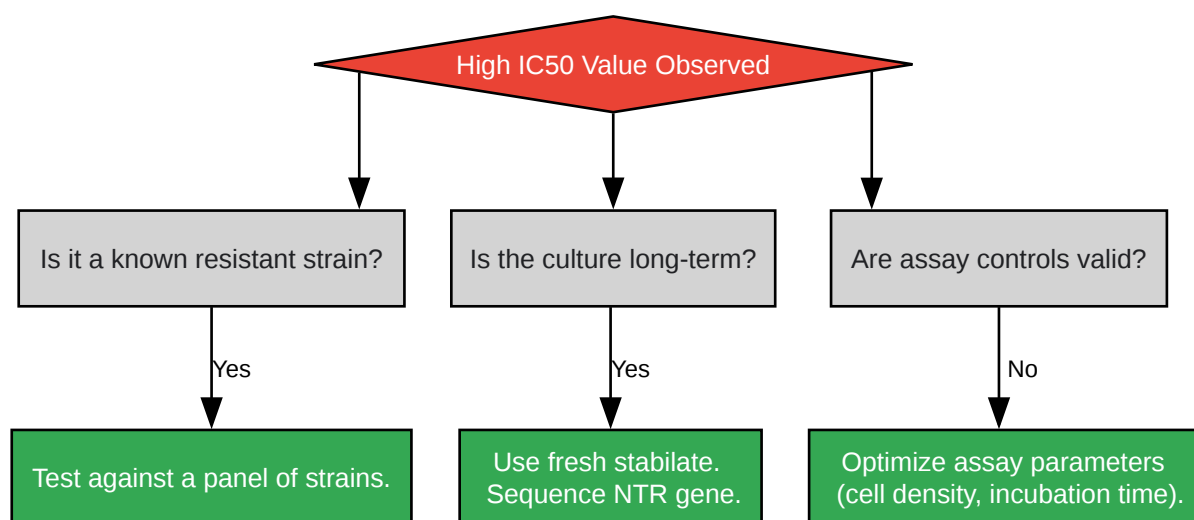 High IC50 Value Observed
Is it a known resistant strain?
Is the culture long-term?
Are assay controls valid?
Yes
Yes
No
Test against a panel of strains.
Use fresh stabilate.
Sequence NTR gene.
Optimize assay parameters
(cell density, incubation time).